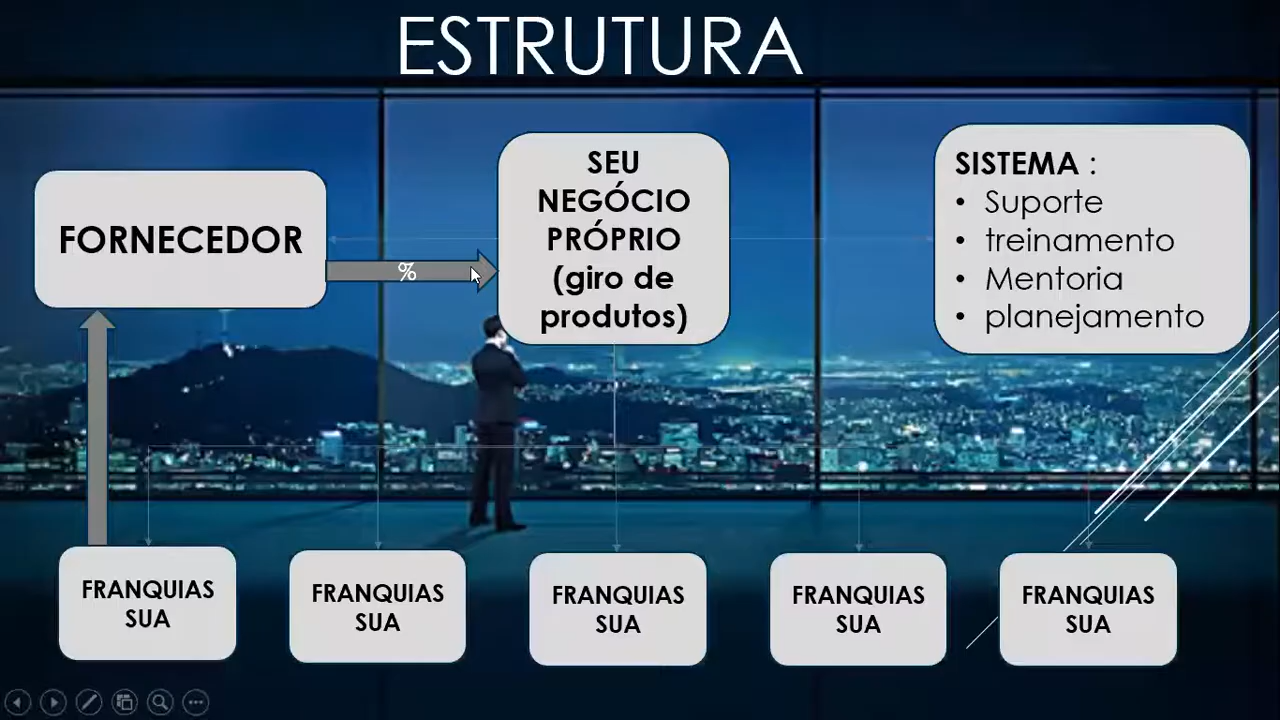 ESTRUTURA
FORNECEDOR
%
SEU
NEGÓCIO
PRÓPRIO
(giro de
produtos)
SISTEMA :
• Suporte
• treinamento
• Mentoria
• planejamento
FRANQUIAS
SUA
FRANQUIAS
SUA
FRANQUIAS
SUA
FRANQUIAS
SUA
FRANQUIAS
SUA